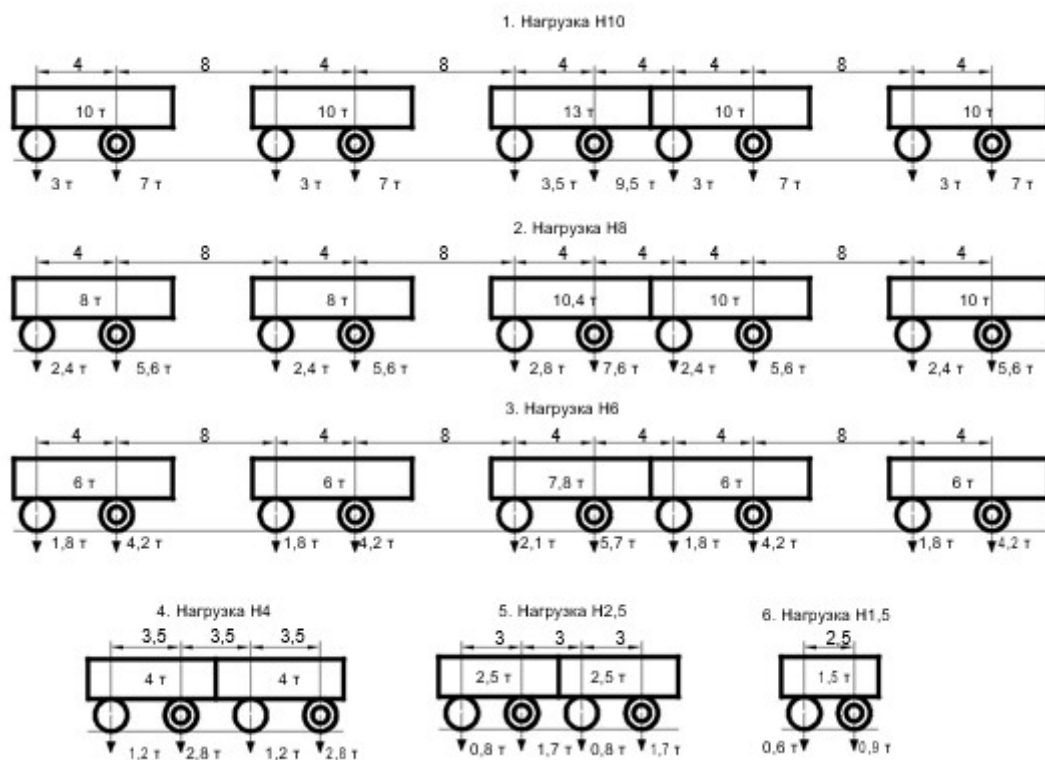 1. Нагрузка Н10
4 8 4 8 4 4 4 8 4
10 т 10 т 13 т 10 т 10 т
3 т 7 т 3 т 7 т 3,5 т 9,5 т 3 т 7 т 3 т 7 т
2. Нагрузка Н8
4 8 4 8 4 4 4 8 4
8 т 8 т 10,4 т 10 т 10 т
2,4 т 5,6 т 2,4 т 5,6 т 2,8 т 7,6 т 2,4 т 5,6 т 2,4 т 5,6 т
3. Нагрузка Н6
4 8 4 8 4 4 4 8 4
6 т 6 т 7,8 т 6 т 6 т
1,8 т 4,2 т 1,8 т 4,2 т 2,1 т 5,7 т 1,8 т 4,2 т 1,8 т 4,2 т
4. Нагрузка Н4
3,5 3,5 3,5
4 т 4 т
1,2 т 2,8 т 1,2 т 2,8 т
5. Нагрузка Н2,5
3 3 3
2,5 т 2,5 т
0,8 т 1,7 т 0,8 т 1,7 т
6. Нагрузка Н1,5
2,5
1,5 т
0,6 т 0,9 т